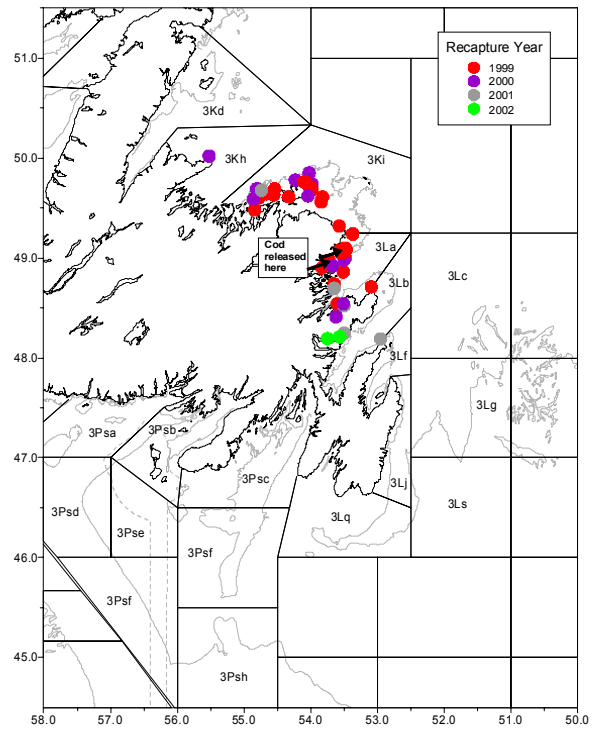 51.0
Recapture Year
1999
2000
2001
2002
3Kd
50.0
3Kh
3Ki
49.0
Cod
released
here
3La
3Lb
3Lc
48.0
3Lf
3Lg
3Psa
3Psb
47.0
3Psc
3Lj
3Psd
3Pse
3Lq
3Ls
46.0
3Psf
3Psf
45.0
3Psh
58.0 57.0 56.0 55.0 54.0 53.0 52.0 51.0 50.0